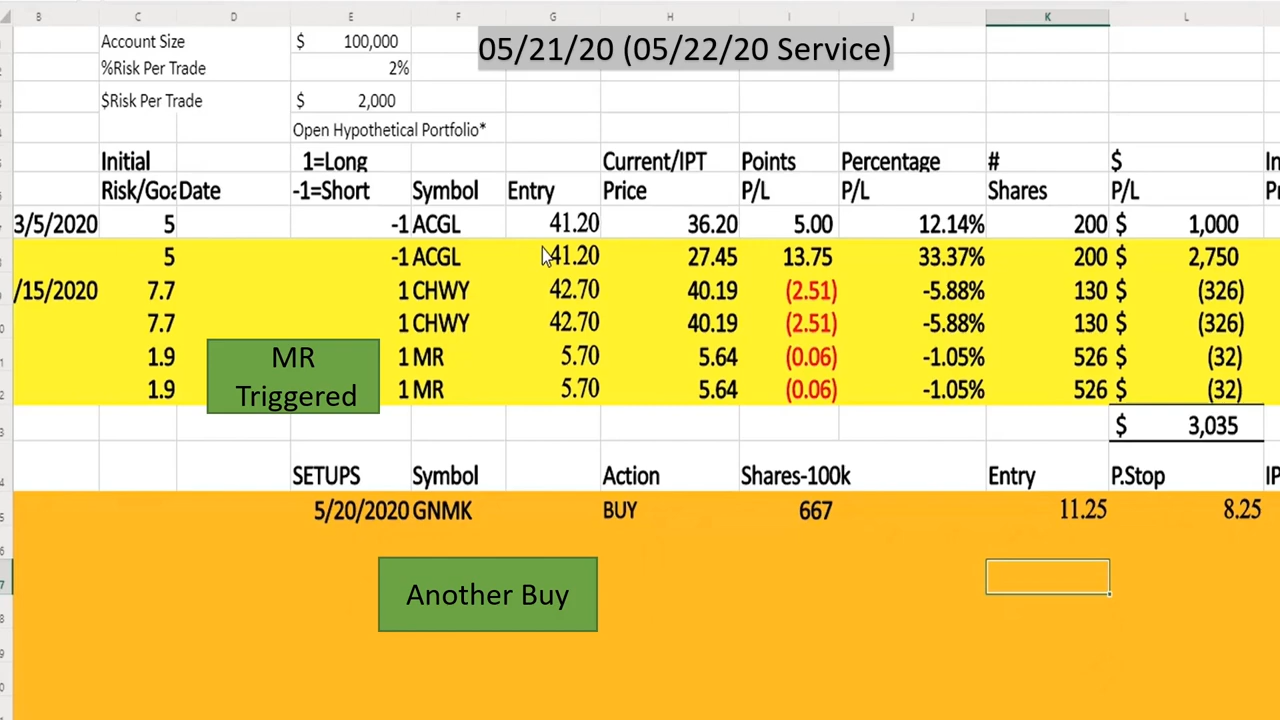 B C D E F G H I J K L
Account Size $ 100,000
05/21/20 (05/22/20 Service)
%Risk Per Trade 2%
$Risk Per Trade $ 2,000
Open Hypothetical Portfolio*
Initial 1=Long Current/IPT Points Percentage # $
Risk/Goa Date -1=Short Symbol Entry Price P/L P/L Shares P/L
3/5/2020 5 -1 ACGL 41.20 36.20 5.00 12.14% 200 $ 1,000
5 -1 ACGL 41.20 27.45 13.75 33.37% 200 $ 2,750
/15/2020 7.7 1 CHWY 42.70 40.19 (2.51) -5.88% 130 $ (326)
7.7 1 CHWY 42.70 40.19 (2.51) -5.88% 130 $ (326)
1.9 1 MR 5.70 5.64 (0.06) -1.05% 526 $ (32)
1.9 1 MR 5.70 5.64 (0.06) -1.05% 526 $ (32)
MR
Triggered
$ 3,035
SETUPS Symbol Action Shares-100k Entry P.Stop IP
5/20/2020 GNMK BUY 667 11.25 8.25
Another Buy